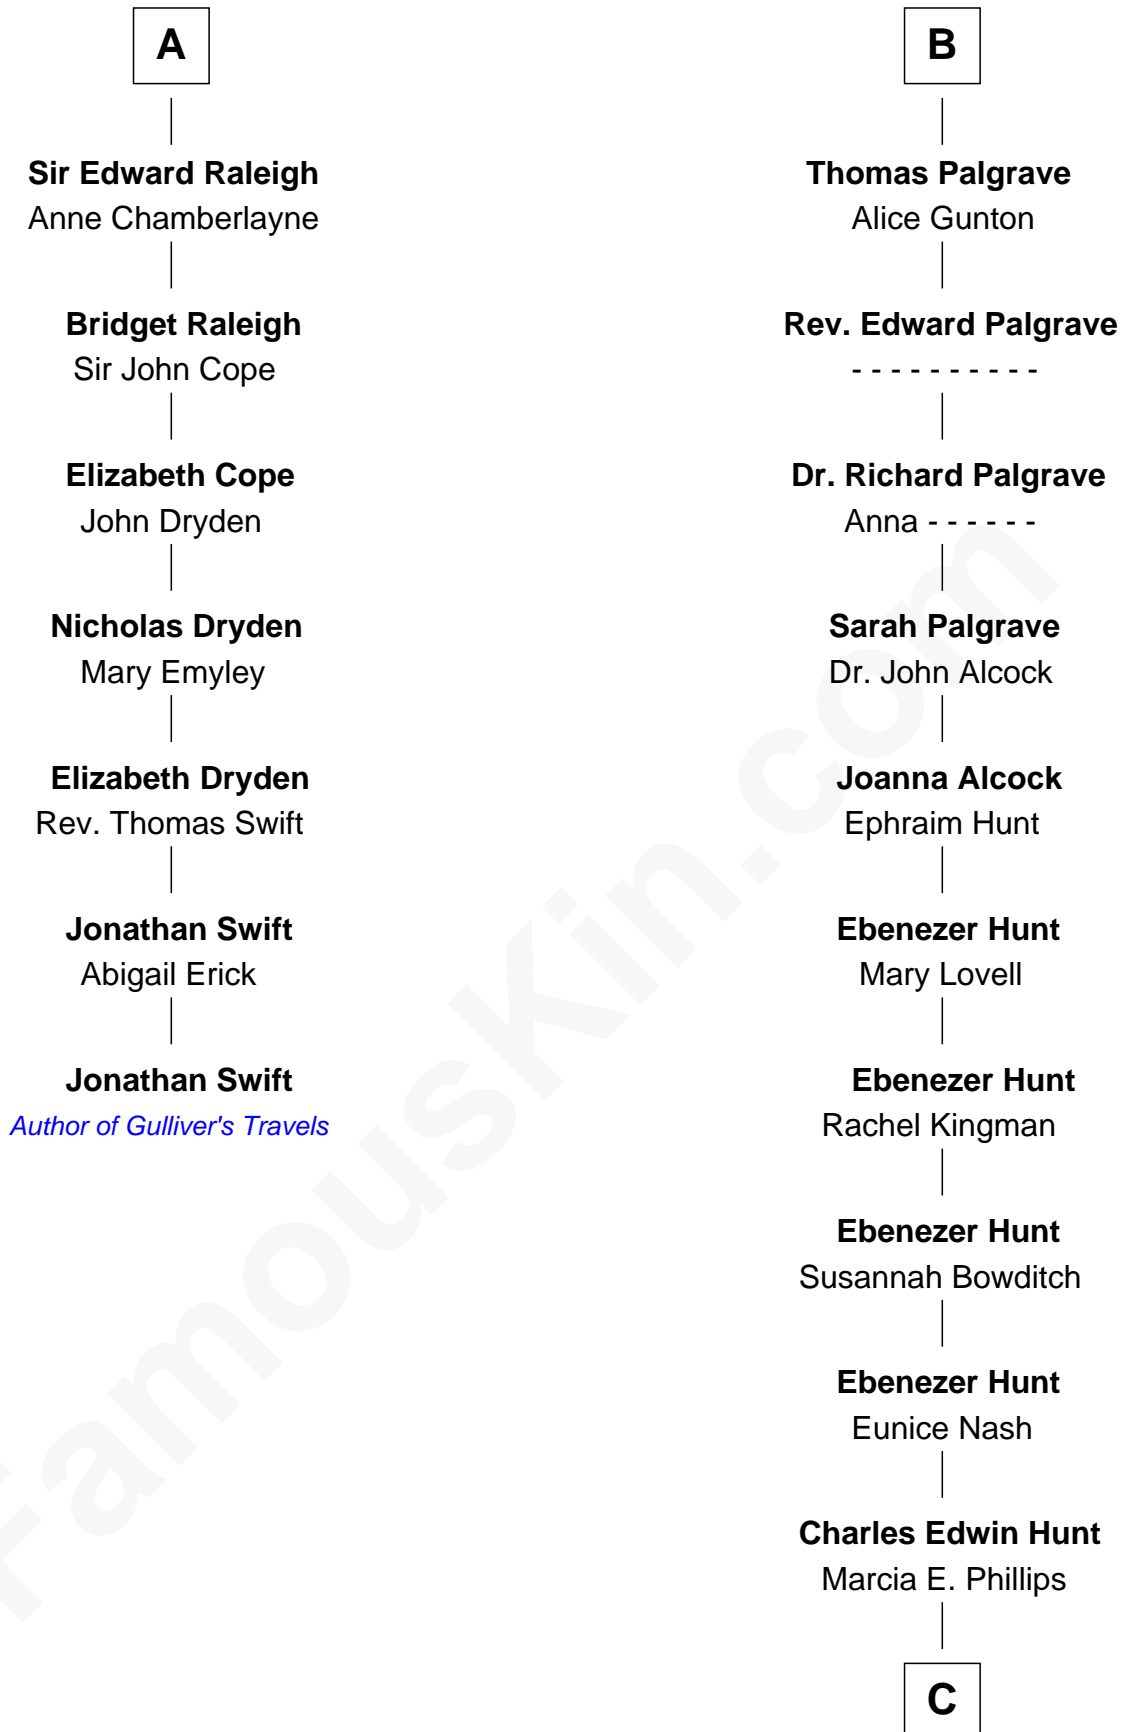 A
Sir Edward Raleigh
Anne Chamberlayne
Bridget Raleigh
Sir John Cope
Elizabeth Cope
John Dryden
Nicholas Dryden
Mary Emyley
Elizabeth Dryden
Rev. Thomas Swift
Jonathan Swift
Abigail Erick
Jonathan Swift
Author of Gulliver's Travels
B
Thomas Palgrave
Alice Gunton
Rev. Edward Palgrave
- - - - - - - - - -
Dr. Richard Palgrave
Anna - - - - - -
Sarah Palgrave
Dr. John Alcock
Joanna Alcock
Ephraim Hunt
Ebenezer Hunt
Mary Lovell
Ebenezer Hunt
Rachel Kingman
Ebenezer Hunt
Susannah Bowditch
Ebenezer Hunt
Eunice Nash
Charles Edwin Hunt
Marcia E. Phillips
C
FamousKin.com